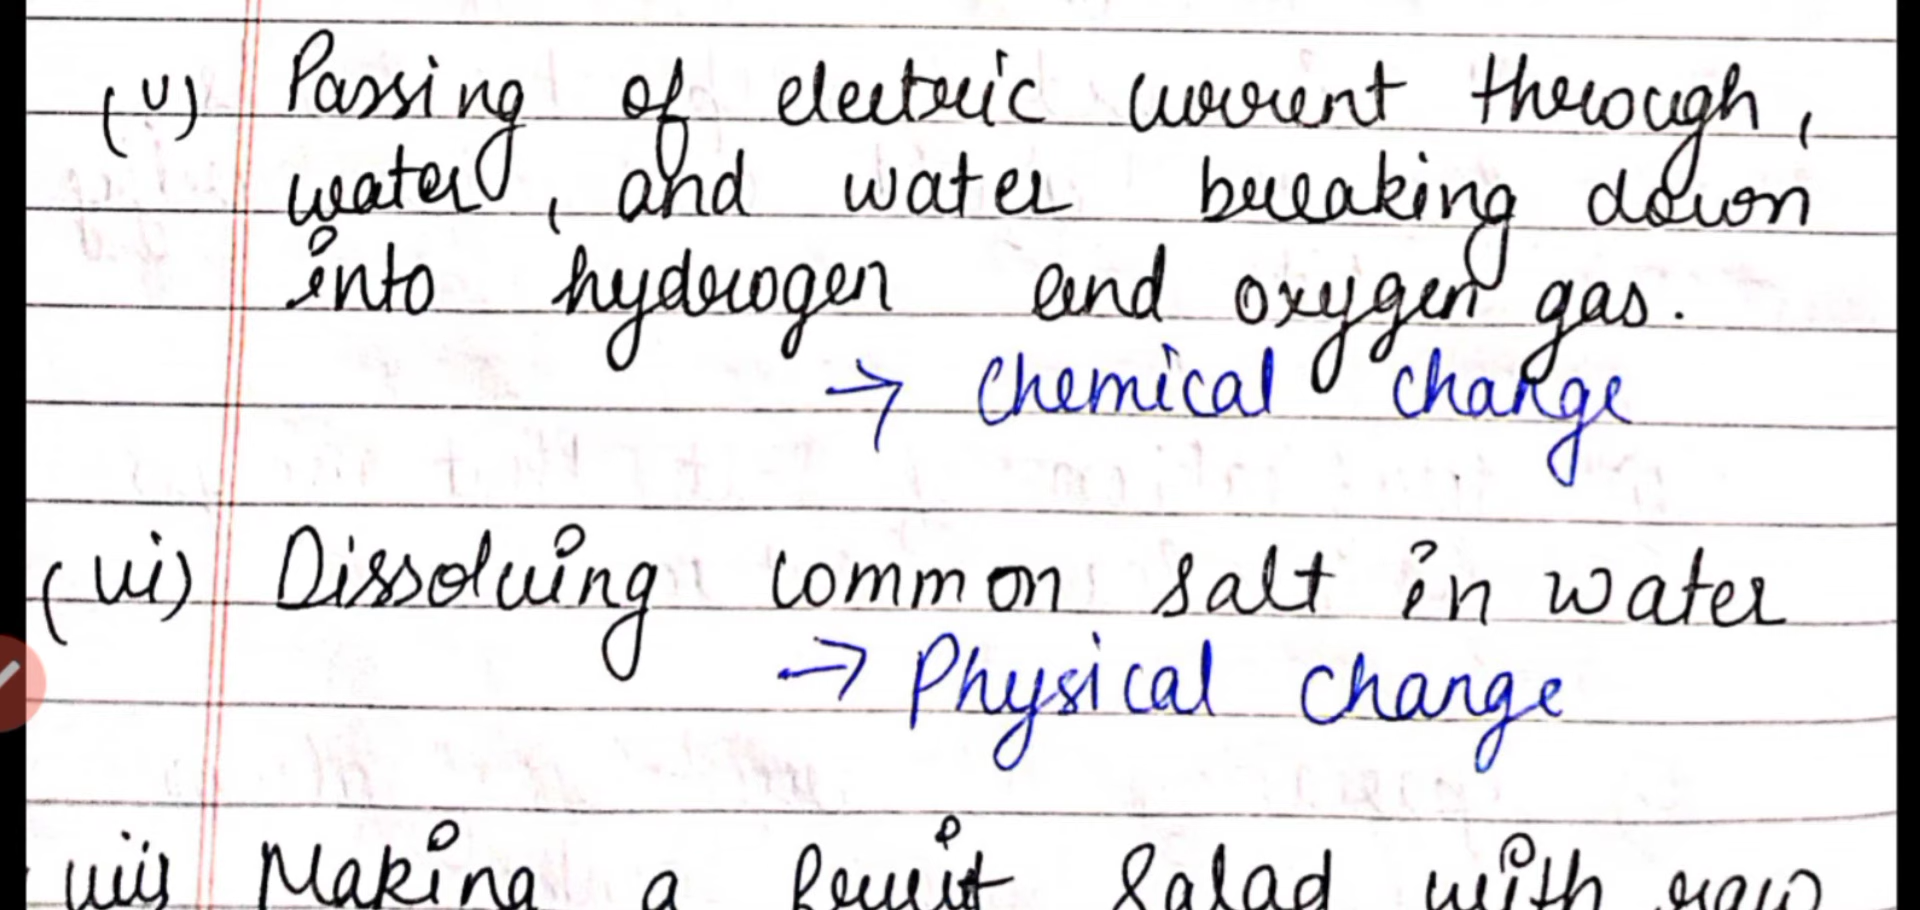 (v) Passing of electric current through,
water, and water breaking down
into hydrogen and oxygen gas.
→ Chemical change
(vi) Dissolving common salt in water
→ Physical change
vii) Making a fruit salad with raw